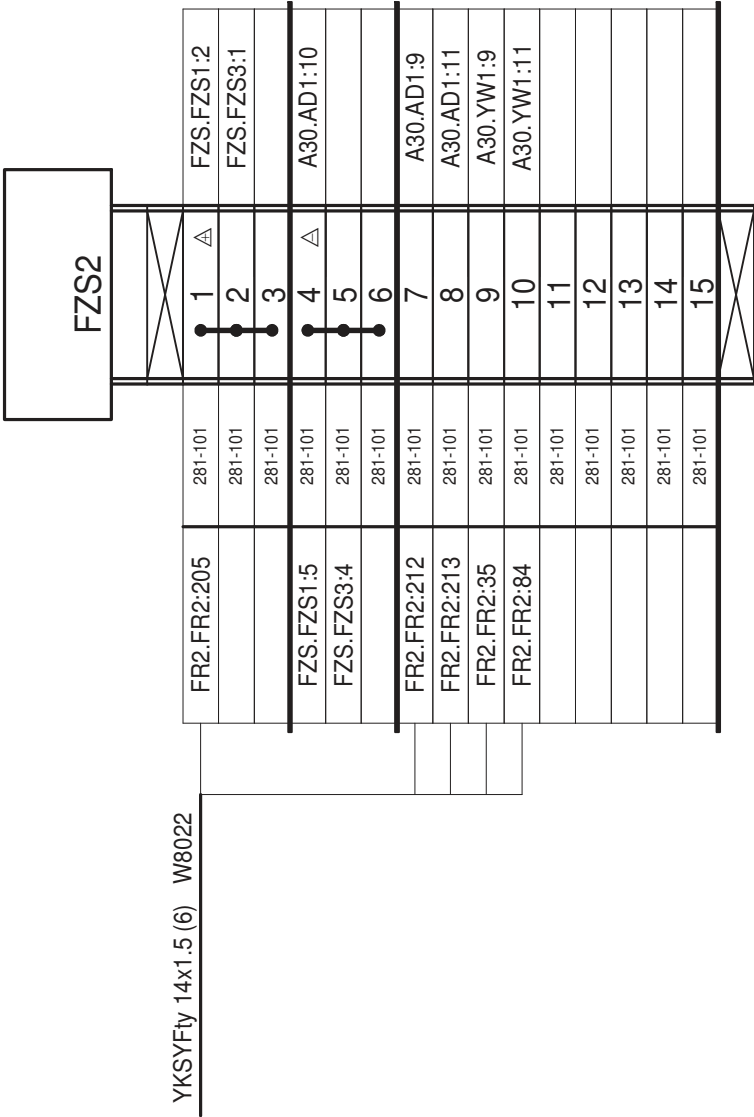 FZS2
FR2.FR2:205 281-101 1 + FZS.FZS1:2
281-101 2 FZS.FZS3:1
281-101 3
FZS.FZS1:5 281-101 4 - A30.AD1:10
FZS.FZS3:4 281-101 5
281-101 6
FR2.FR2:212 281-101 7 A30.AD1:9
FR2.FR2:213 281-101 8 A30.AD1:11
FR2.FR2:35 281-101 9 A30.YW1:9
FR2.FR2:84 281-101 10 A30.YW1:11
281-101 11
281-101 12
281-101 13
281-101 14
281-101 15
YKSYFty 14x1.5 (6) W8022